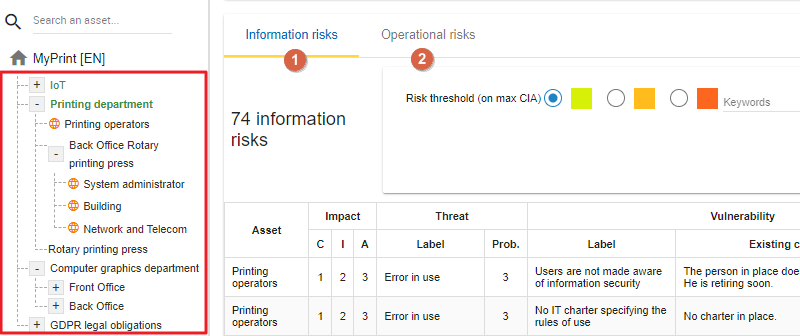 Search an asset...
MyPrint [EN]
+ IoT
- Printing department
Printing operators
Back Office Rotary
- printing press
System administrator
Building
Network and Telecom
Rotary printing press
- Computer graphics department
+ Front Office
+ Back Office
+ GDPR legal obligations
Information risks Operational risks
1 2
74 information
risks
Risk threshold (on max CIA) Keywords
Asset Impact Threat Vulnerability
C I A Label Prob. Label Existing c
Printing operators 1 2 3 Error in use 3 Users are not made aware of information security The person in place doe He is retiring soon.
Printing operators 1 2 3 Error in use 3 No IT charter specifying the rules of use No charter in place.